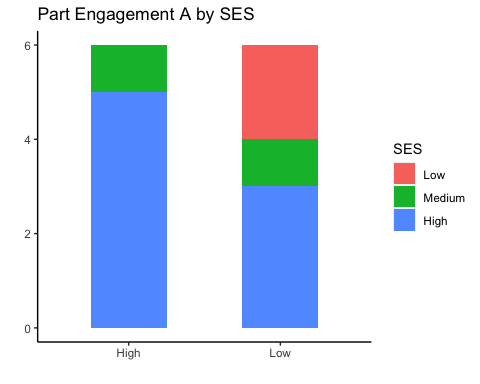 Part Engagement A by SES
6
4
2
0
High
Low
SES
Low
Medium
High